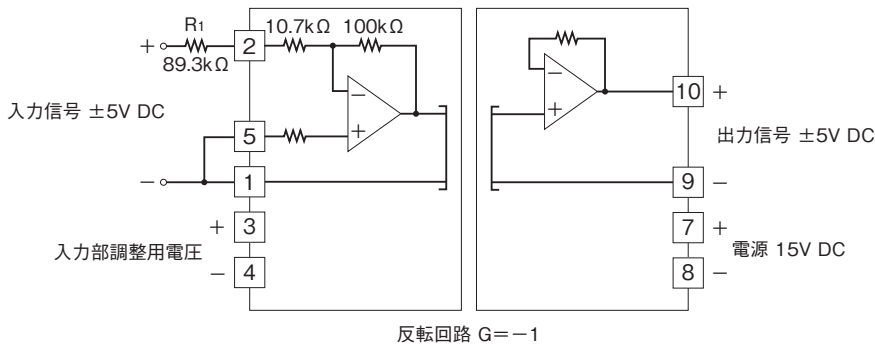 R1
89.3kΩ
+
2
10.7kΩ
100kΩ
−
+
入力信号 ±5V DC
5
−
1
+
3
入力部調整用電圧
−
4
−
+
10
+
出力信号 ±5V DC
9
−
7
+
電源 15V DC
8
−
反転回路 G=−1